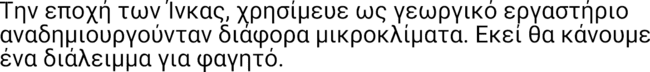 Την εποχή των Ίνκας, χρησίμευε ως γεωργικό εργαστήριο
αναδημιουργούνταν διάφορα μικροκλίματα. Εκεί θα κάνουμε
ένα διάλειμμα για φαγητό.